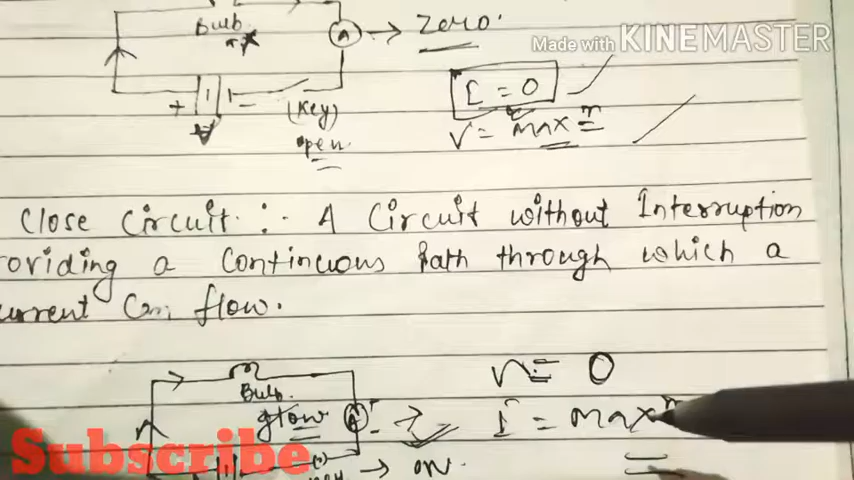 Bulb
A → Zero.
Made with KINEMASTER
I = 0
+ - (Key)
V = max m
open
Close Circuit :- A Circuit without Interruption
roviding a Continuous Path through which a
current can flow.
V = 0
Bulb
glow A
I = max m
Subscribe
→ on.